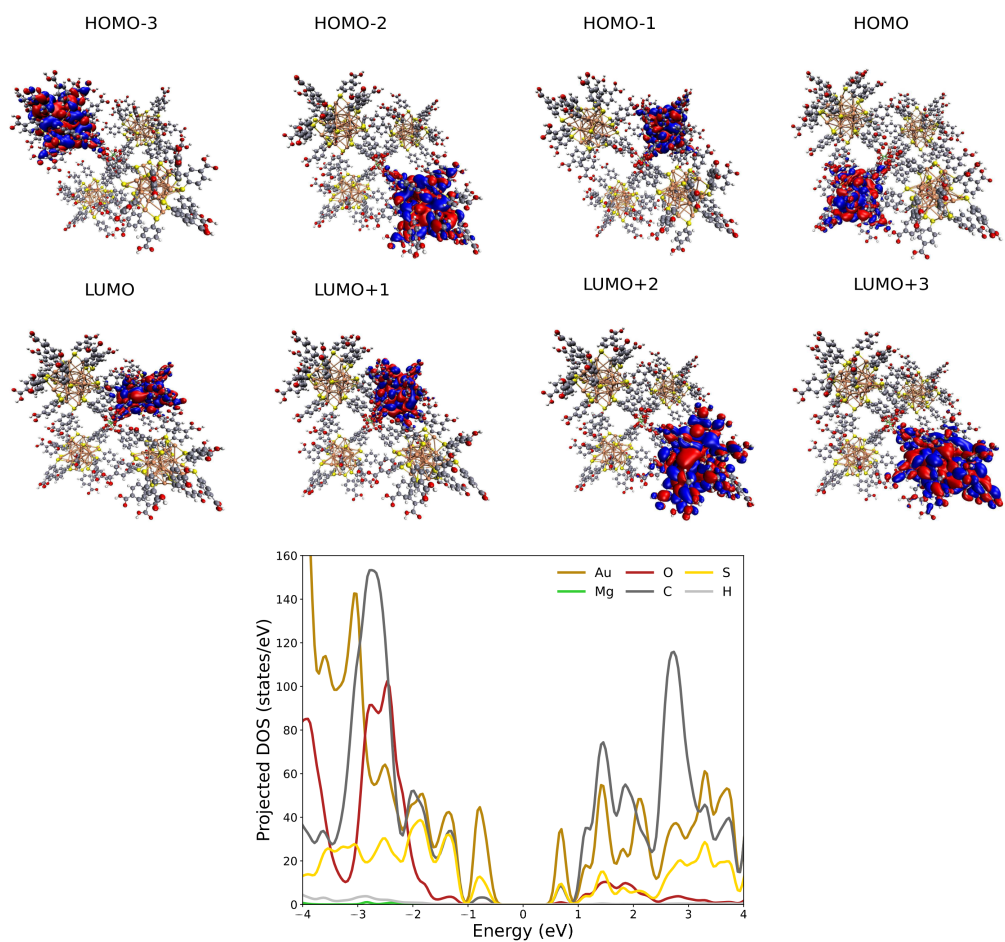 HOMO-3 HOMO-2 HOMO-1 HOMO
LUMO LUMO+1 LUMO+2 LUMO+3
160
140
120
100
80
60
40
20
0
Projected DOS (states/eV)
Au O S
Mg C H
−4 −3 −2 −1 0 1 2 3 4
Energy (eV)